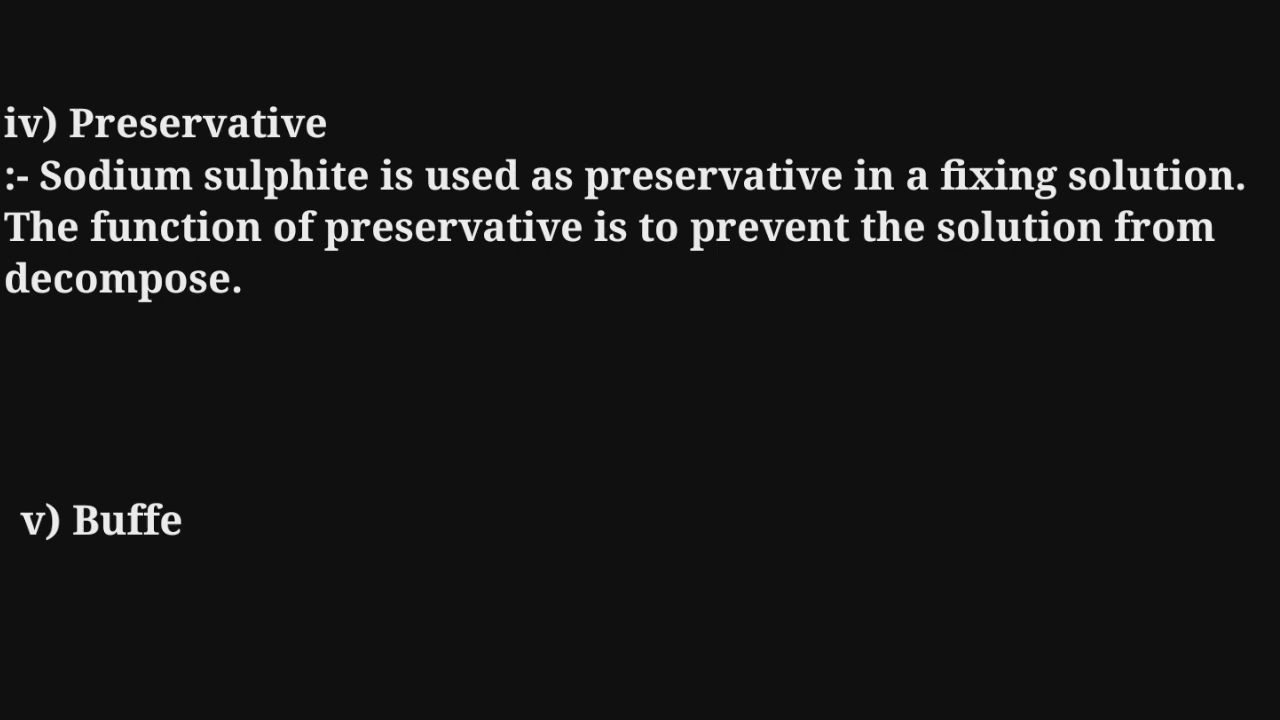 iv) Preservative
:- Sodium sulphite is used as preservative in a fixing solution.
The function of preservative is to prevent the solution from
decompose.
v) Buffe